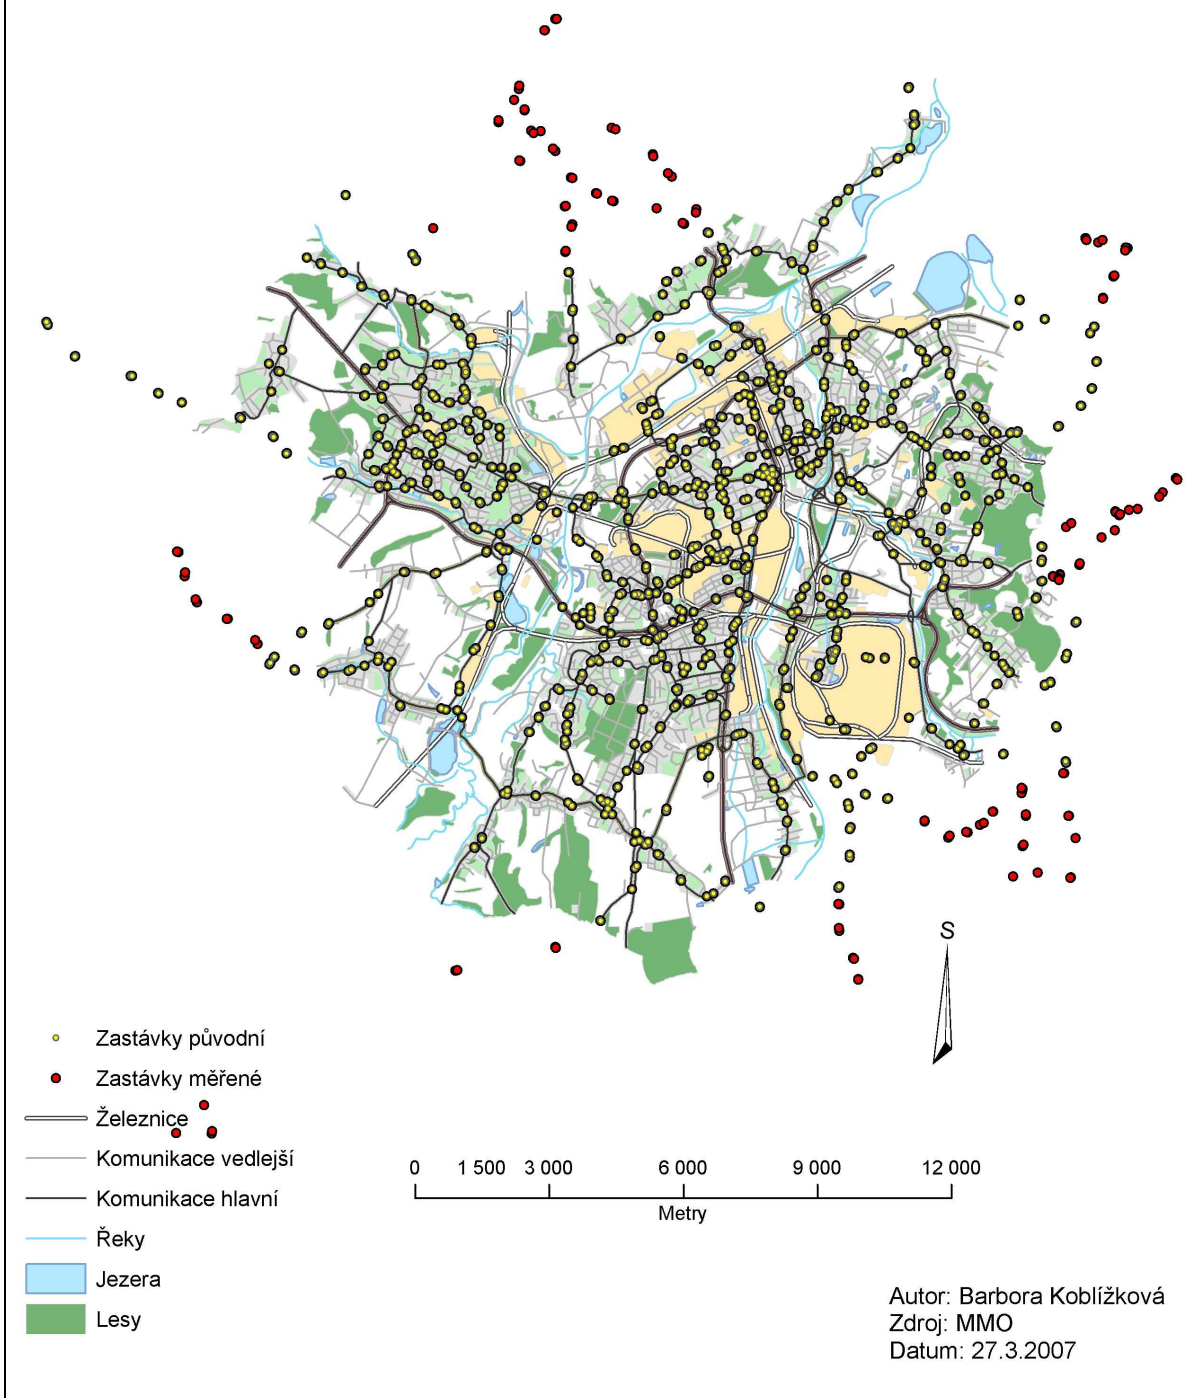 S
Zastávky původní
Zastávky měřené
Železnice
Komunikace vedlejší
Komunikace hlavní
Řeky
Jezera
Lesy
0 1 500 3 000 6 000 9 000 12 000
Metry
Autor: Barbora Koblížková
Zdroj: MMO
Datum: 27.3.2007